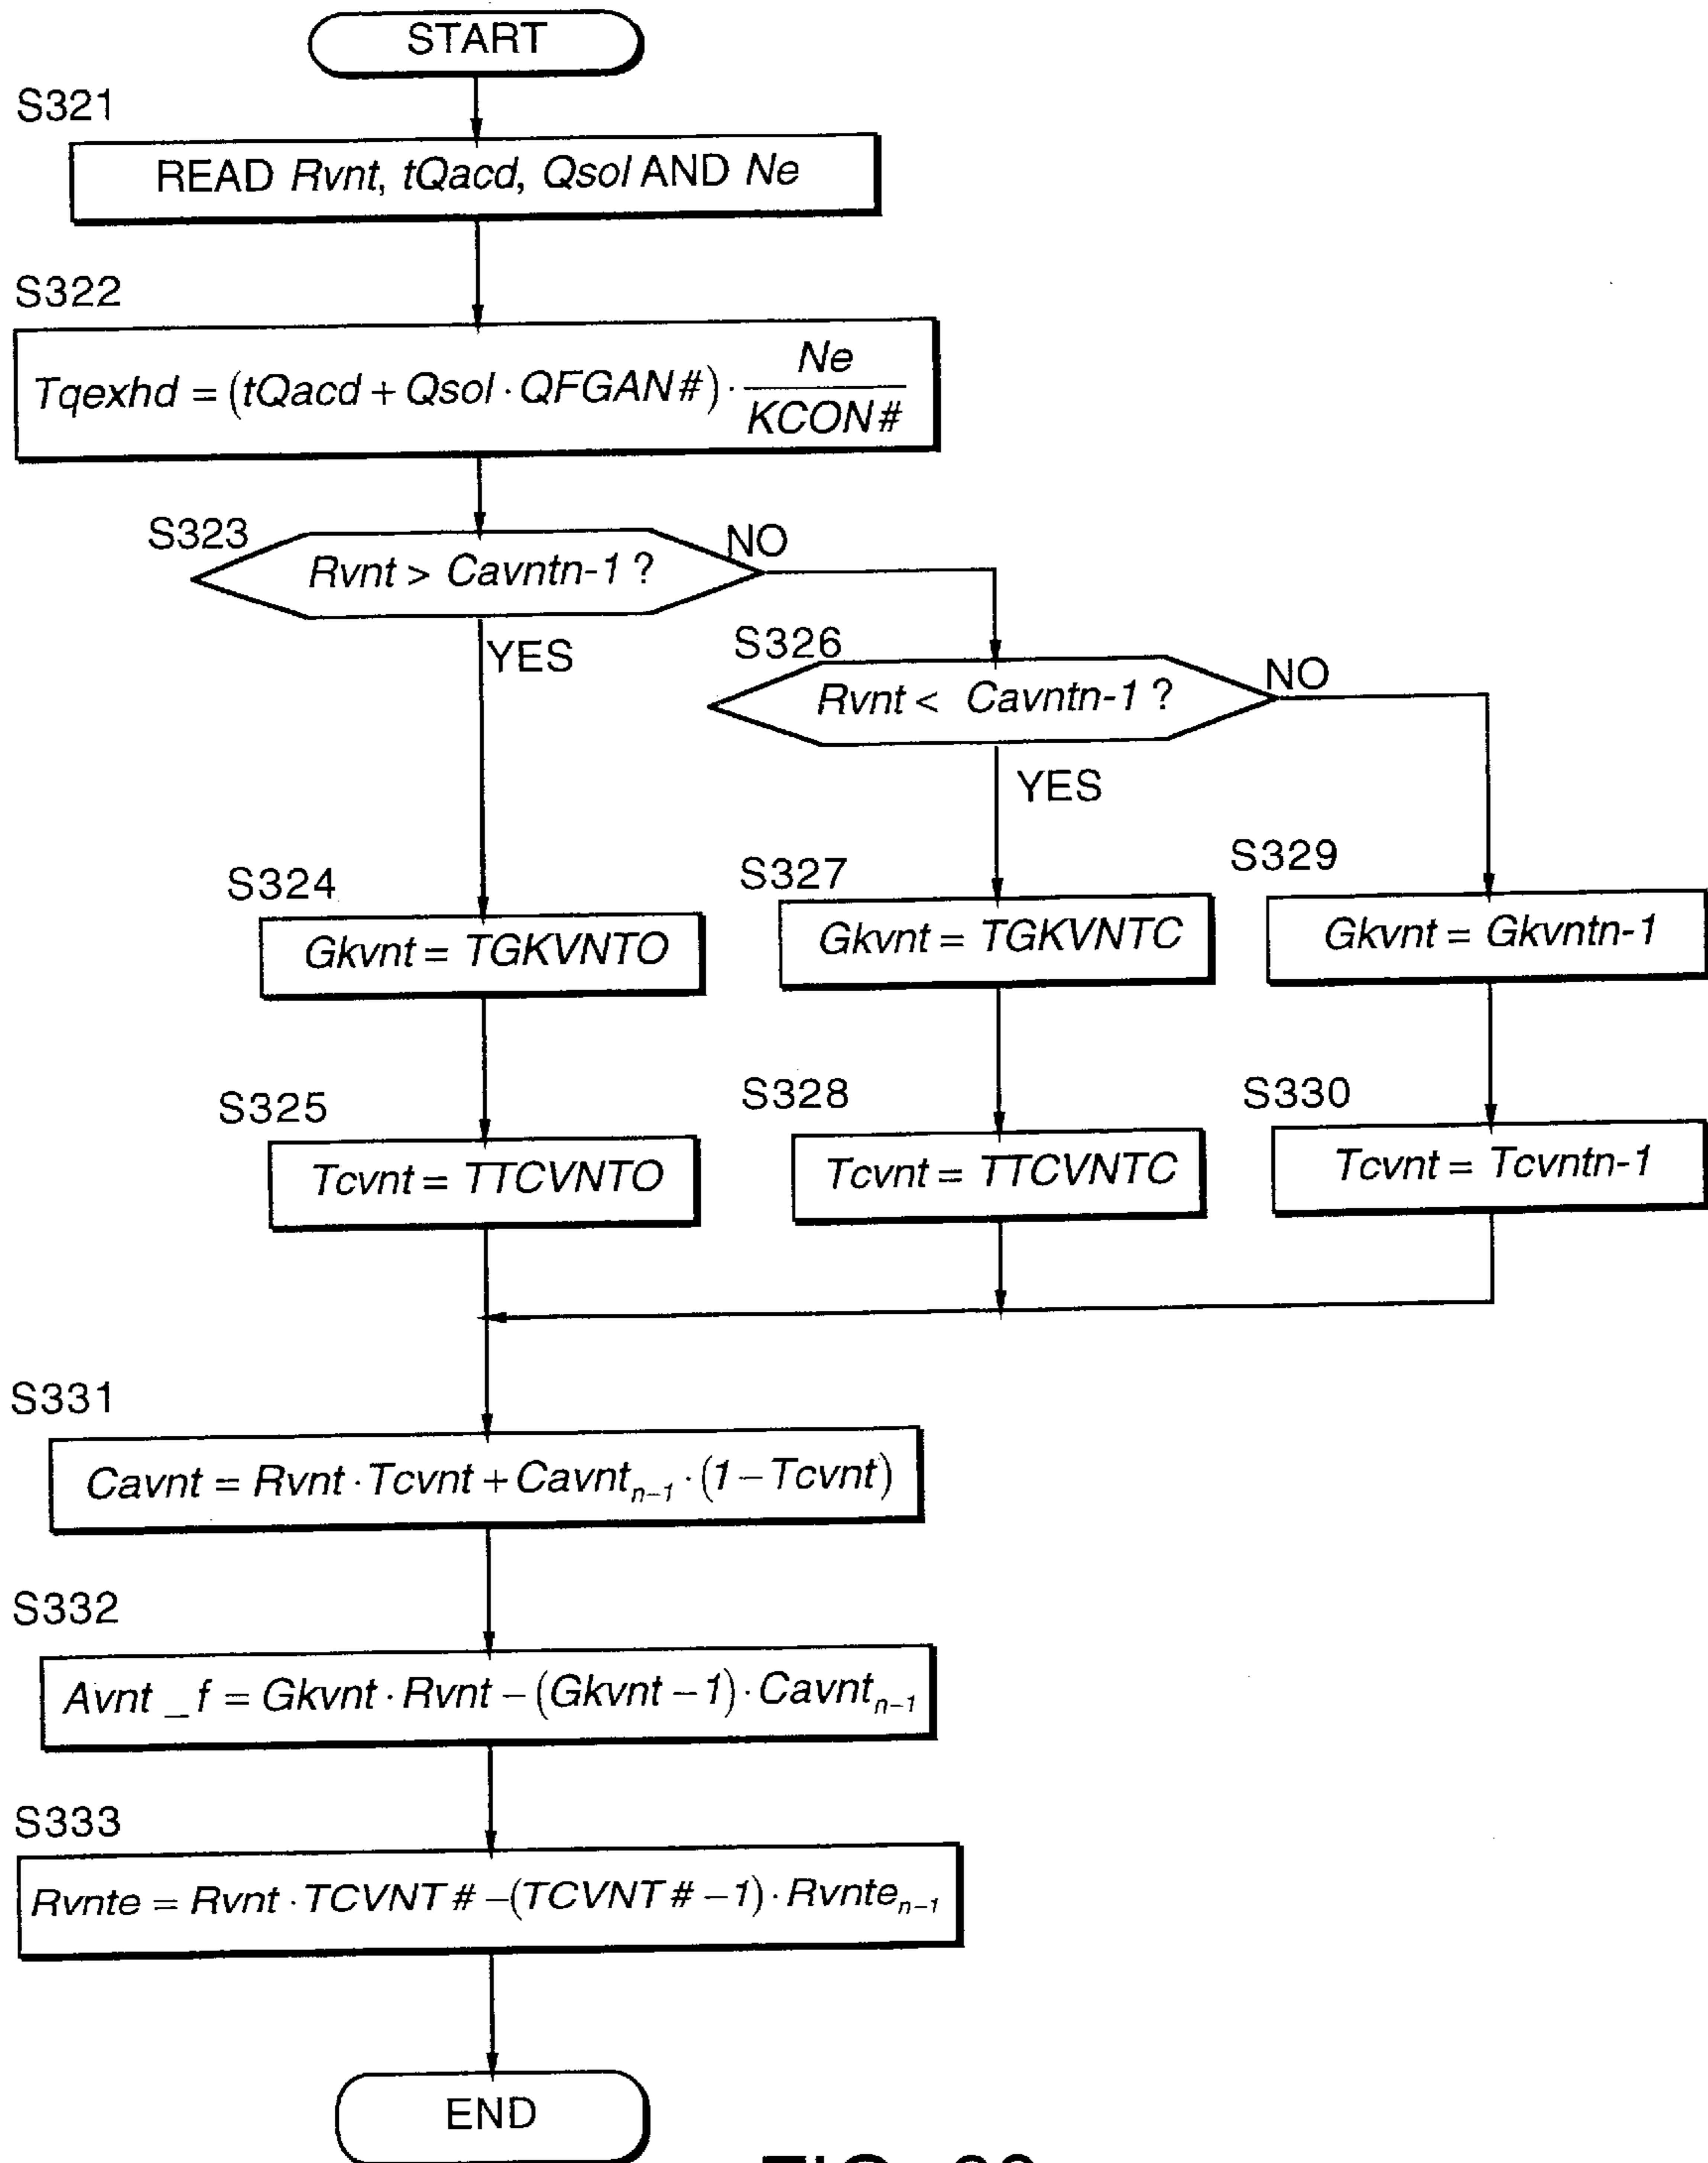 START
S321
READ Rvnt, tQacd, Qsol AND Ne
S322
Tqexhd = (tQacd + Qsol · QFGAN#) · Ne / KCON#
S323
Rvnt > Cavntn-1 ?
NO
YES
S326
Rvnt < Cavntn-1 ?
NO
YES
S324
Gkvnt = TGKVNTO
S327
Gkvnt = TGKVNTC
S329
Gkvnt = Gkvntn-1
S325
Tcvnt = TTCVNTO
S328
Tcvnt = TTCVNTC
S330
Tcvnt = Tcvntn-1
S331
Cavnt = Rvnt · Tcvnt + Cavntn–1 · (1 – Tcvnt)
S332
Avnt _ f = Gkvnt · Rvnt – (Gkvnt – 1) · Cavntn–1
S333
Rvnte = Rvnt · TCVNT # –(TCVNT # –1) · Rvnten–1
END